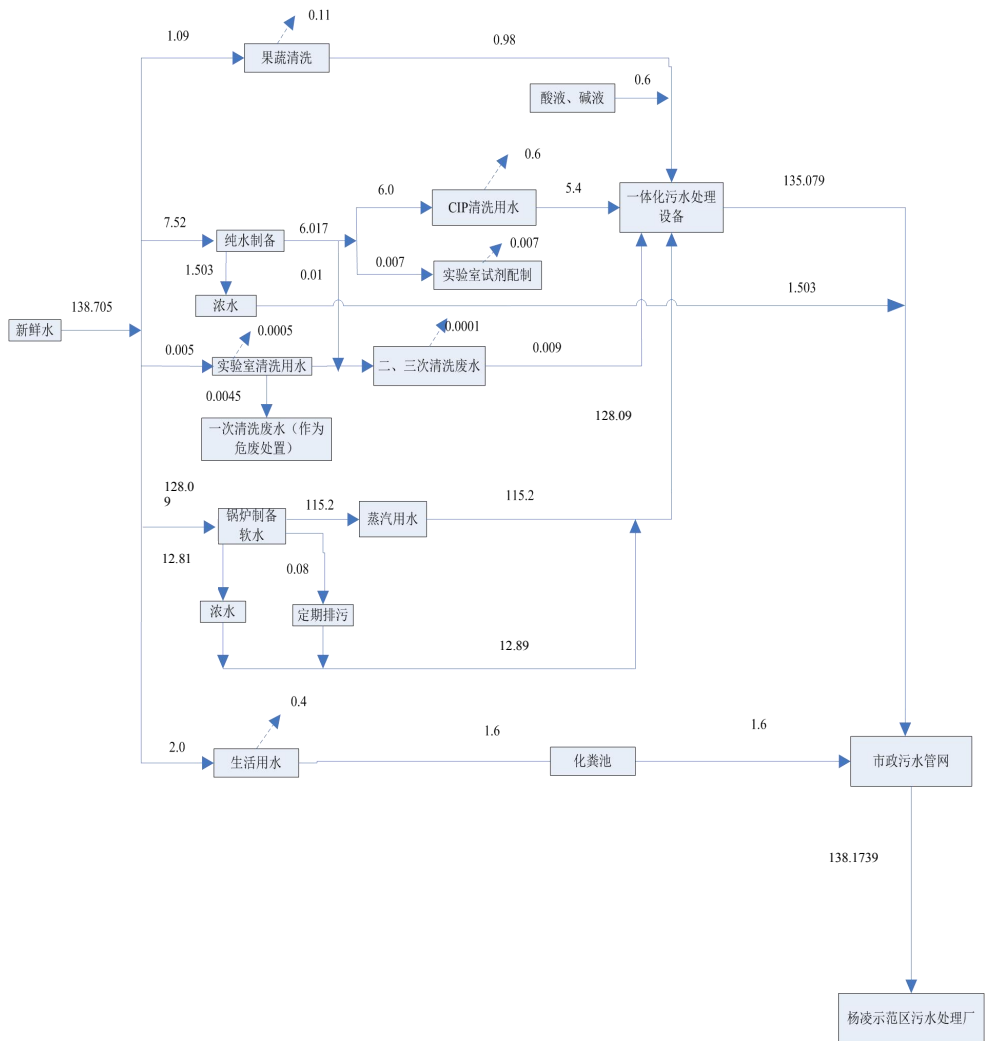 0.11
1.09
果蔬清洗
0.98
0.6
酸液、碱液
0.6
135.079
6.0
CIP清洗用水
5.4
一体化污水处理
设备
7.52
纯水制备
6.017
0.007
0.007
实验室试剂配制
1.503
0.01
1.503
浓水
138.705
新鲜水
0.0005
0.0001
0.005
实验室清洗用水
二、三次清洗废水
0.009
0.0045
一次清洗废水（作为
危废处置）
128.09
128.0
9
锅炉制备
软水
115.2
蒸汽用水
115.2
12.81
0.08
浓水
定期排污
12.89
0.4
2.0
生活用水
1.6
化粪池
1.6
市政污水管网
138.1739
杨凌示范区污水处理厂